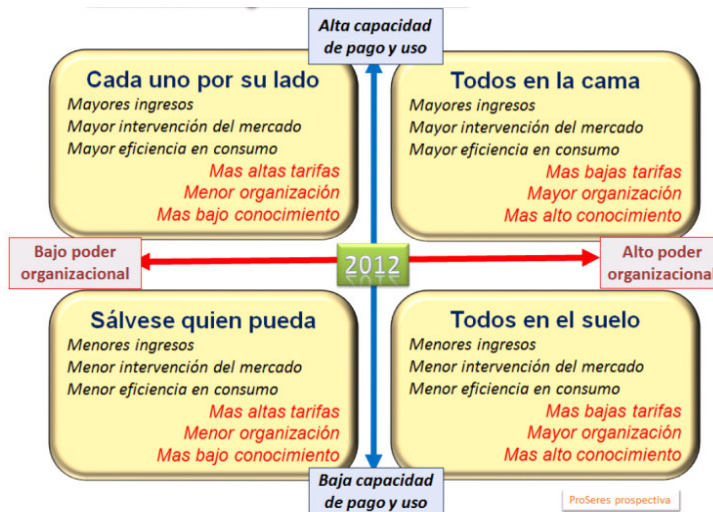 Alta capacidad
de pago y uso
Cada uno por su lado
Mayores ingresos
Mayor intervención del mercado
Mayor eficiencia en consumo
Mas altas tarifas
Menor organización
Mas bajo conocimiento
Todos en la cama
Mayores ingresos
Mayor intervención del mercado
Mayor eficiencia en consumo
Mas bajas tarifas
Mayor organización
Mas alto conocimiento
Bajo poder
organizacional
2012
Alto poder
organizacional
Sálvese quien pueda
Menores ingresos
Menor intervención del mercado
Menor eficiencia en consumo
Mas altas tarifas
Menor organización
Mas bajo conocimiento
Todos en el suelo
Menores ingresos
Menor intervención del mercado
Menor eficiencia en consumo
Mas bajas tarifas
Mayor organización
Mas alto conocimiento
Baja capacidad
de pago y uso
ProSeres prospectiva